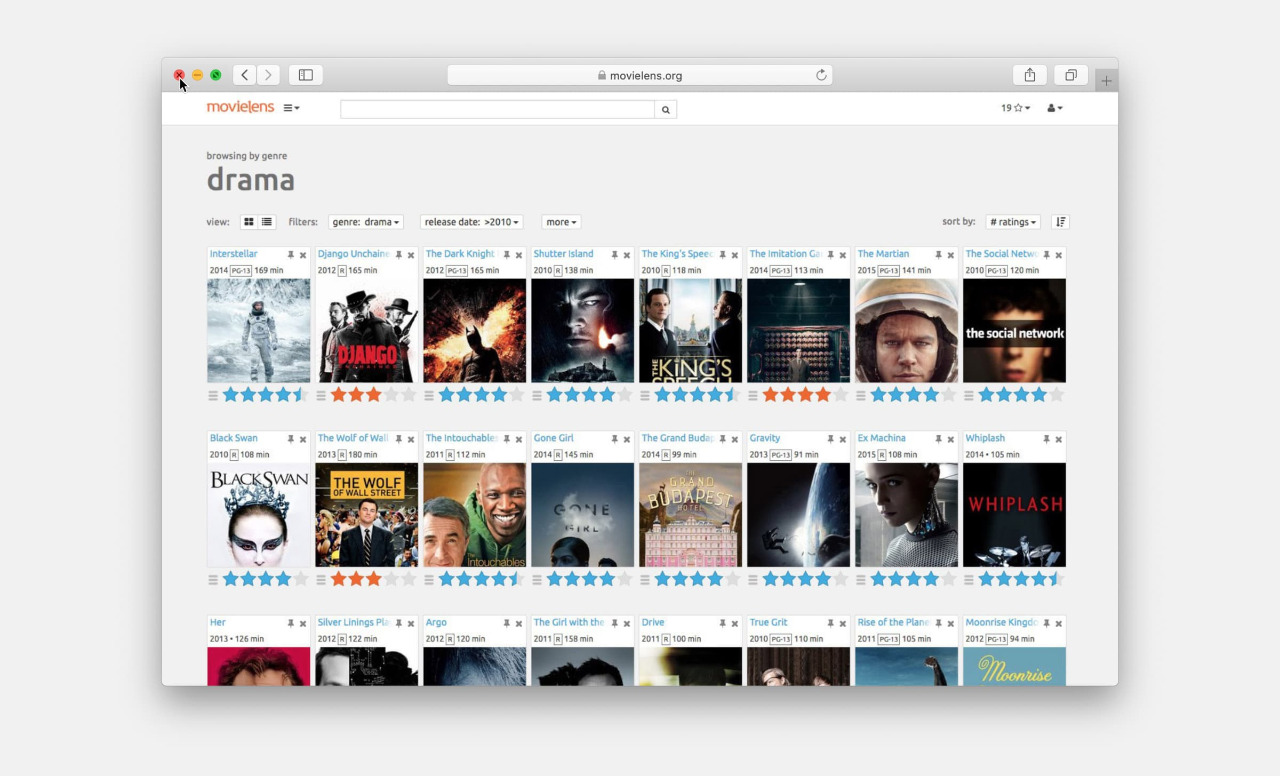 movielens.org
movielens
19
browsing by genre
drama
view:
filters:
genre: drama
release date: >2010
more
sort by:
# ratings
Interstellar
2014 PG-13 169 min
Django Unchaine
2012 R 165 min
The Dark Knight
2012 PG-13 165 min
Shutter Island
2010 R 138 min
The King's Speec
2010 R 118 min
The Imitation Ga
2014 PG-13 113 min
The Martian
2015 PG-13 141 min
The Social Netw
2010 PG-13 120 min
DJANGO
THE
KING'S
SPEECH
the social network
Black Swan
2010 R 108 min
The Wolf of Wall
2013 R 180 min
The Intouchable
2011 R 112 min
Gone Girl
2014 R 145 min
The Grand Budap
2014 R 99 min
Gravity
2013 PG-13 91 min
Ex Machina
2015 R 108 min
Whiplash
2014 • 105 min
BLACK SWAN
THE WOLF
OF WALL STREET
Intouchables
GONE
GIRL
THE
GRAND
BUDAPEST
HOTEL
WHIPLASH
Her
2013 • 126 min
Silver Linings Pla
2012 R 122 min
Argo
2012 R 120 min
The Girl with the
2011 R 158 min
Drive
2011 R 100 min
True Grit
2010 PG-13 110 min
Rise of the Plane
2011 PG-13 105 min
Moonrise Kingdo
2012 PG-13 94 min
Moonrise